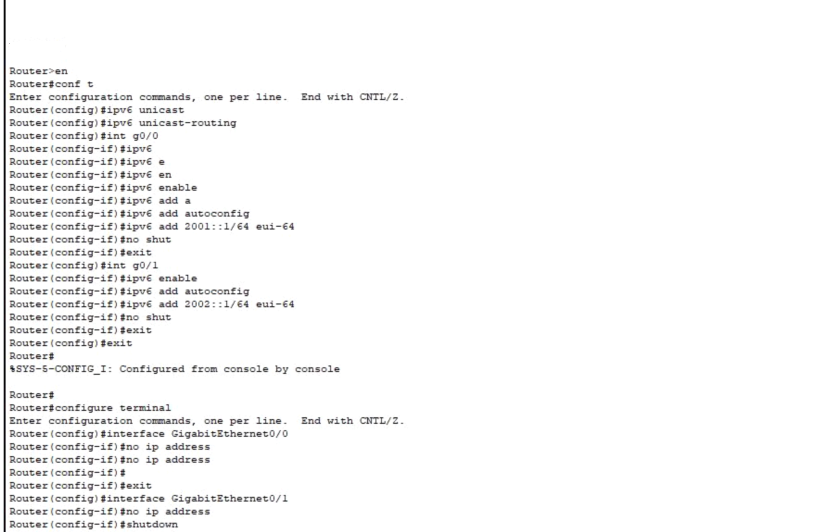 Router>en
Router#conf t
Enter configuration commands, one per line.  End with CNTL/Z.
Router(config)#ipv6 unicast
Router(config)#ipv6 unicast-routing
Router(config)#int g0/0
Router(config-if)#ipv6
Router(config-if)#ipv6 e
Router(config-if)#ipv6 en
Router(config-if)#ipv6 enable
Router(config-if)#ipv6 add a
Router(config-if)#ipv6 add autoconfig
Router(config-if)#ipv6 add 2001::1/64 eui-64
Router(config-if)#no shut
Router(config-if)#exit
Router(config)#int g0/1
Router(config-if)#ipv6 enable
Router(config-if)#ipv6 add autoconfig
Router(config-if)#ipv6 add 2002::1/64 eui-64
Router(config-if)#no shut
Router(config-if)#exit
Router(config)#exit
Router#
%SYS-5-CONFIG_I: Configured from console by console
Router#
Router#configure terminal
Enter configuration commands, one per line.  End with CNTL/Z.
Router(config)#interface GigabitEthernet0/0
Router(config-if)#no ip address
Router(config-if)#no ip address
Router(config-if)#
Router(config-if)#exit
Router(config)#interface GigabitEthernet0/1
Router(config-if)#no ip address
Router(config-if)#shutdown